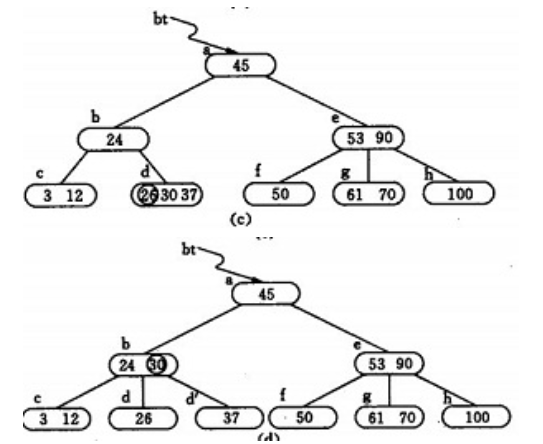 bt
a
45
b e
24 53 90
c d f g h
3 12 26 30 37 50 61 70 100
(c)
bt
a
45
b e
24 30 53 90
c d d' f g h
3 12 26 37 50 61 70 100
(d)